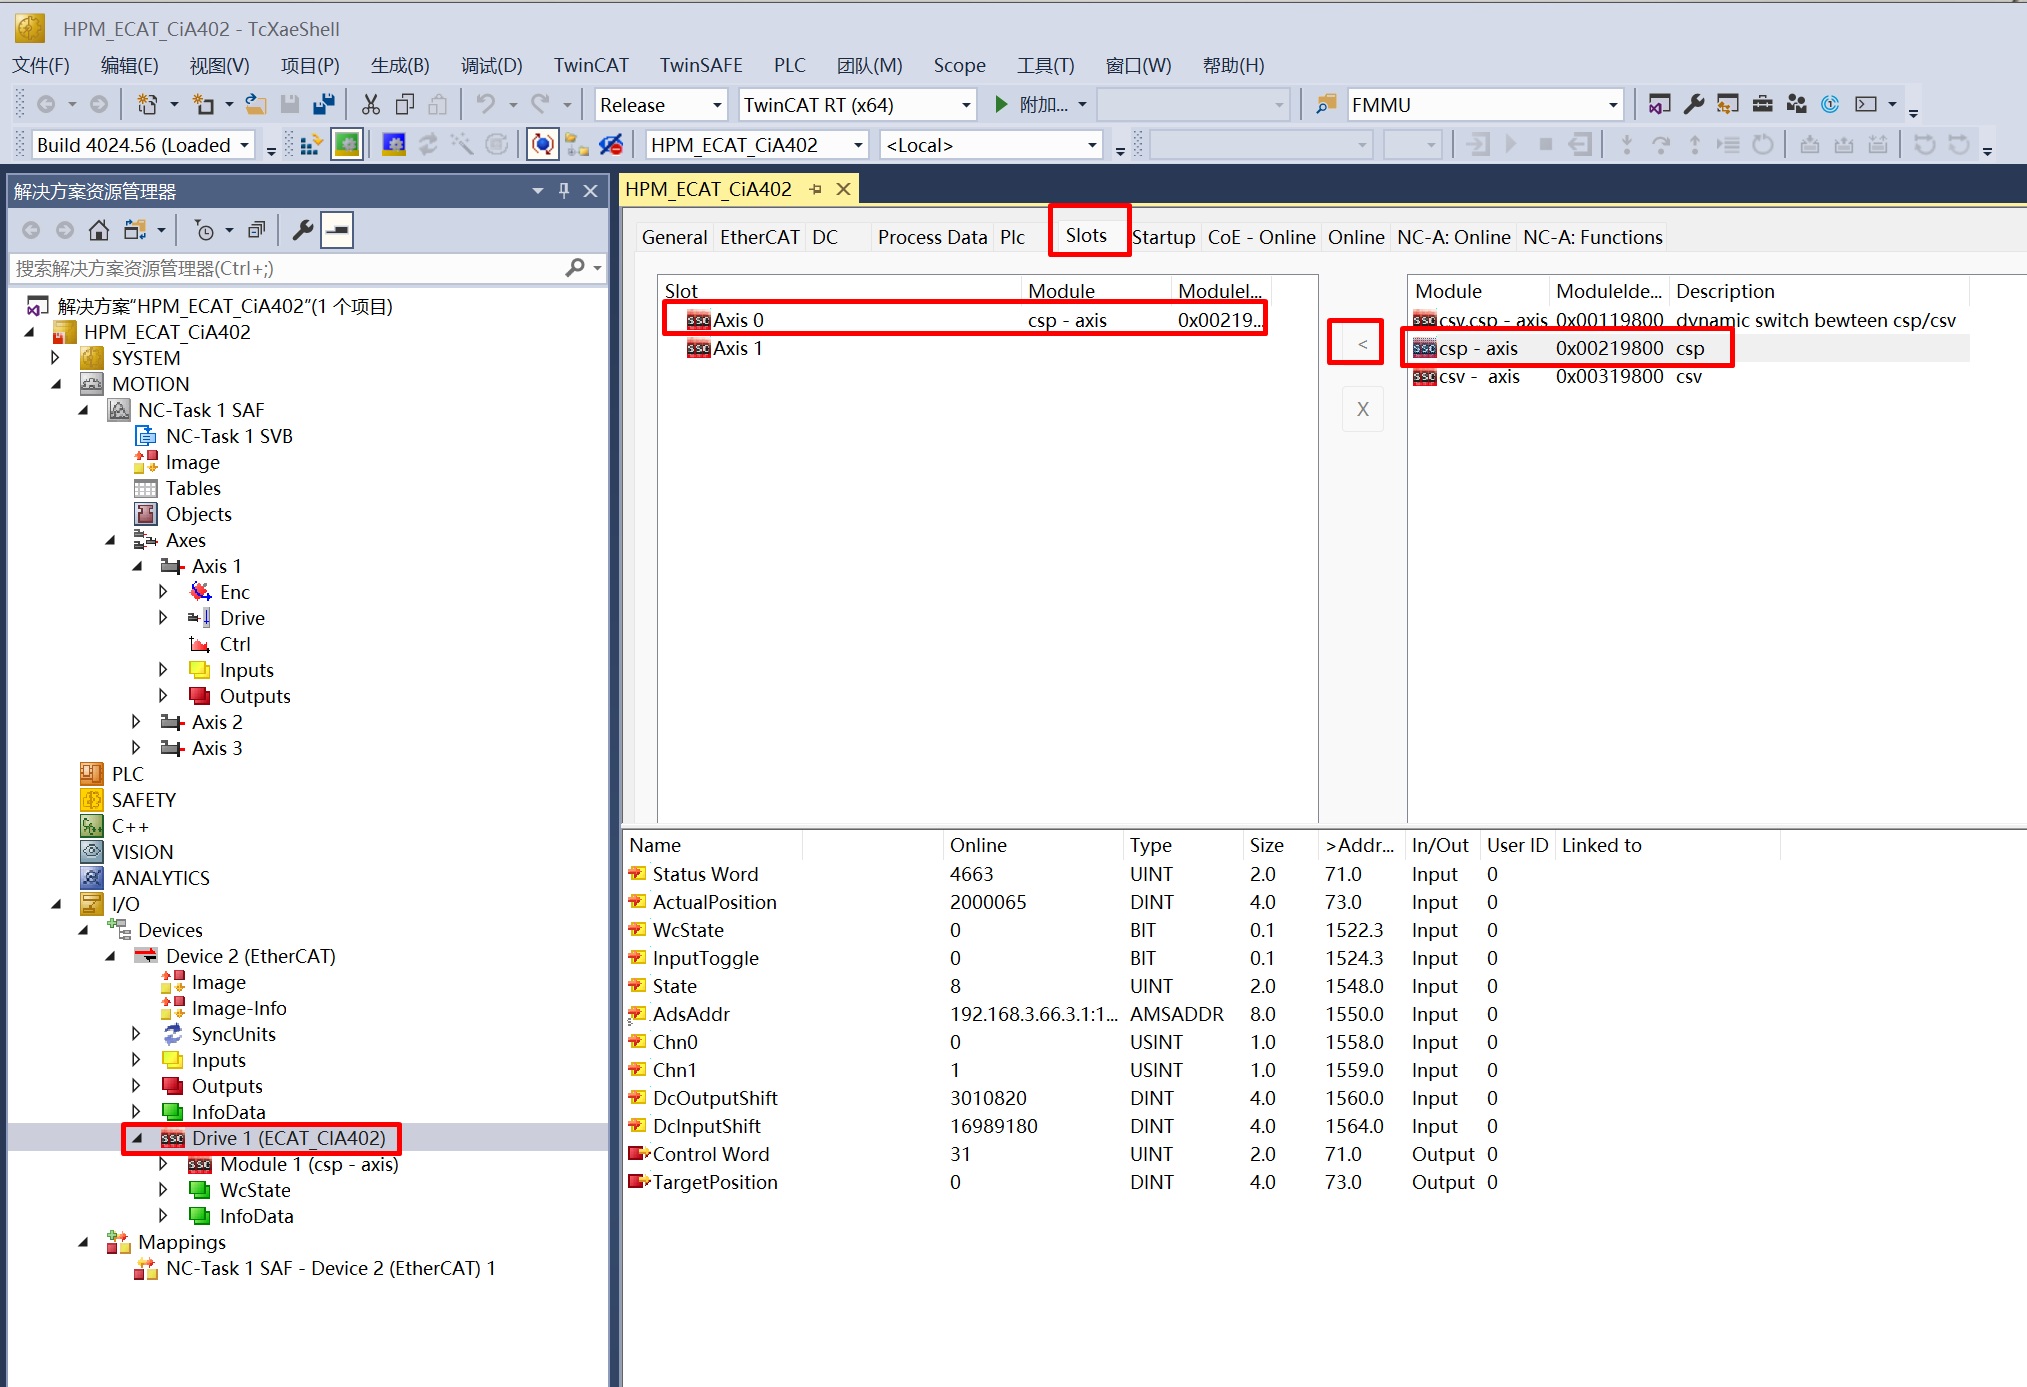 HPM_ECAT_CiA402 - TcXaeShell
文件(F) 编辑(E) 视图(V) 项目(P) 生成(B) 调试(D) TwinCAT TwinSAFE PLC 团队(M) Scope 工具(T) 窗口(W) 帮助(H)
Release TwinCAT RT (x64) 附加... FMMU
Build 4024.56 (Loaded HPM_ECAT_CiA402 <Local>
解决方案资源管理器
搜索解决方案资源管理器(Ctrl+;)
解决方案"HPM_ECAT_CiA402"(1 个项目)
HPM_ECAT_CiA402
SYSTEM
MOTION
NC-Task 1 SAF
NC-Task 1 SVB
Image
Tables
Objects
Axes
Axis 1
Enc
Drive
Ctrl
Inputs
Outputs
Axis 2
Axis 3
PLC
SAFETY
C++
VISION
ANALYTICS
I/O
Devices
Device 2 (EtherCAT)
Image
Image-Info
SyncUnits
Inputs
Outputs
InfoData
Drive 1 (ECAT_CIA402)
Module 1 (csp - axis)
WcState
InfoData
Mappings
NC-Task 1 SAF - Device 2 (EtherCAT) 1
HPM_ECAT_CiA402
General EtherCAT DC Process Data Plc Slots Startup CoE - Online Online NC-A: Online NC-A: Functions
Slot Module ModuleI...
Axis 0 csp - axis 0x00219...
Axis 1
<
X
Module ModuleIde... Description
csv,csp - axis 0x00119800 dynamic switch bewteen csp/csv
csp - axis 0x00219800 csp
csv - axis 0x00319800 csv
Name Online Type Size >Addr... In/Out User ID Linked to
Status Word 4663 UINT 2.0 71.0 Input 0
ActualPosition 2000065 DINT 4.0 73.0 Input 0
WcState 0 BIT 0.1 1522.3 Input 0
InputToggle 0 BIT 0.1 1524.3 Input 0
State 8 UINT 2.0 1548.0 Input 0
AdsAddr 192.168.3.66.3.1:1... AMSADDR 8.0 1550.0 Input 0
Chn0 0 USINT 1.0 1558.0 Input 0
Chn1 1 USINT 1.0 1559.0 Input 0
DcOutputShift 3010820 DINT 4.0 1560.0 Input 0
DcInputShift 16989180 DINT 4.0 1564.0 Input 0
Control Word 31 UINT 2.0 71.0 Output 0
TargetPosition 0 DINT 4.0 73.0 Output 0